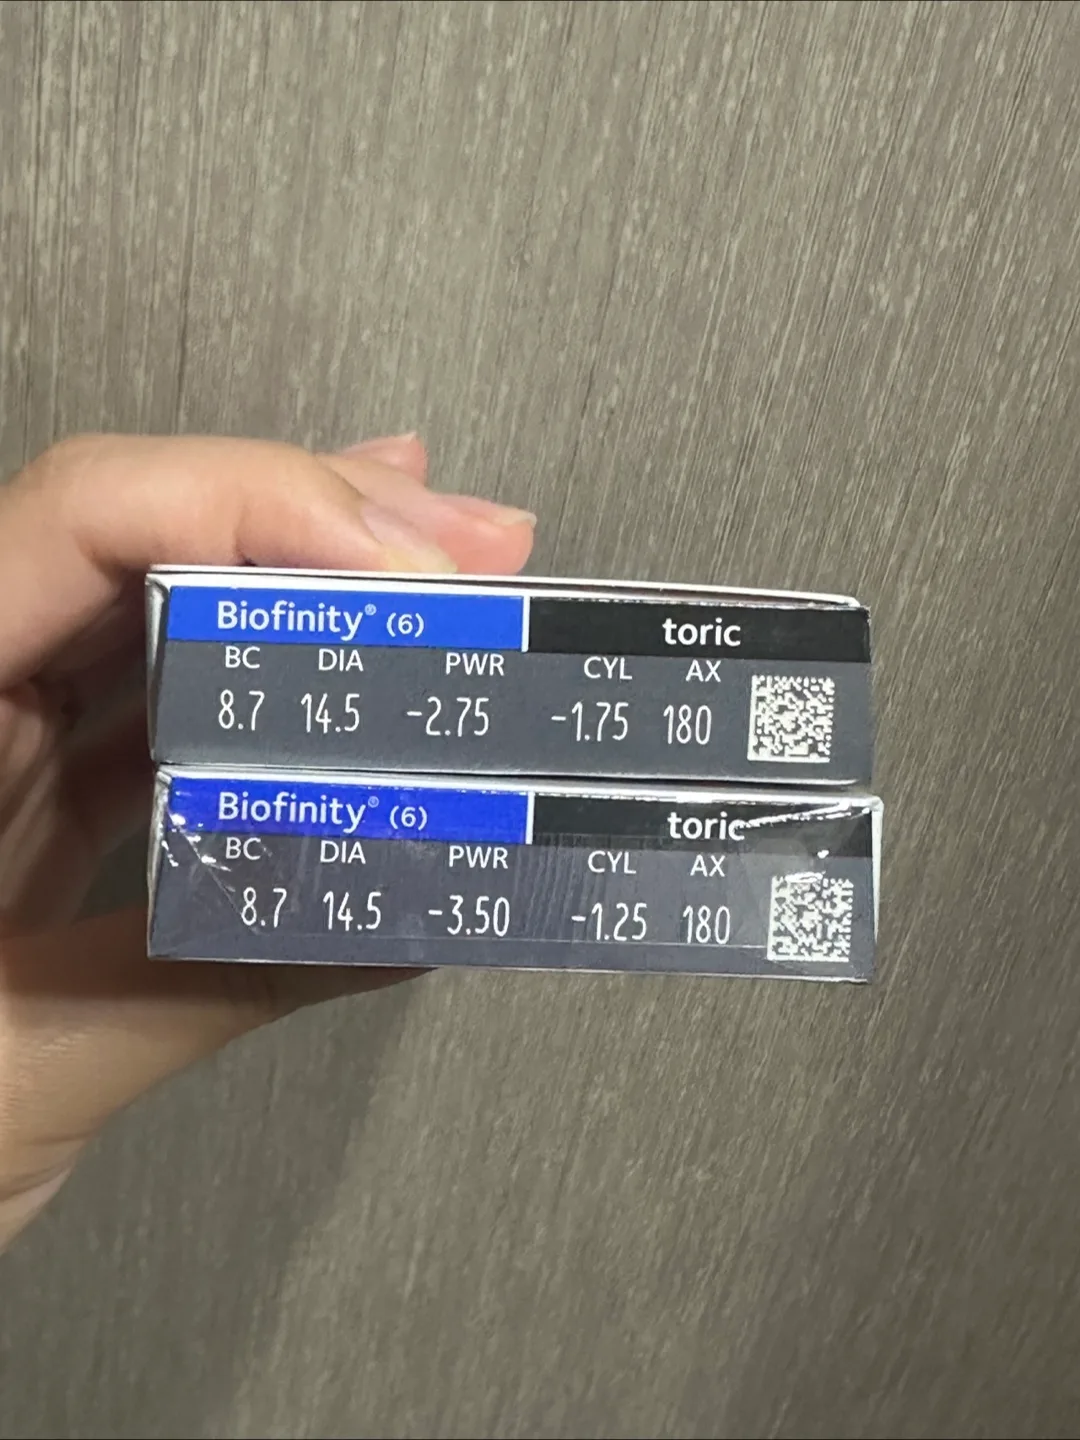 Biofinity® (6) toric
BC DIA PWR CYL AX
8.7 14.5 -2.75 -1.75 180
Biofinity® (6) toric
BC DIA PWR CYL AX
8.7 14.5 -3.50 -1.25 180